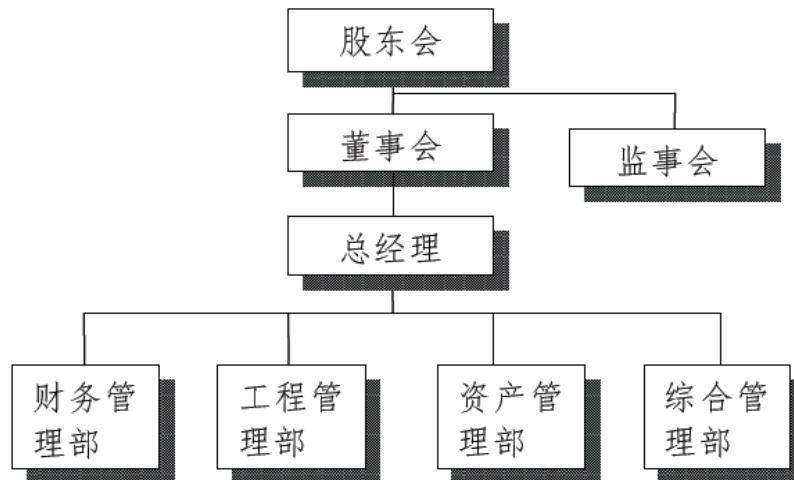 股东会
董事会
监事会
总经理
财务管
理部
工程管
理部
资产管
理部
综合管
理部